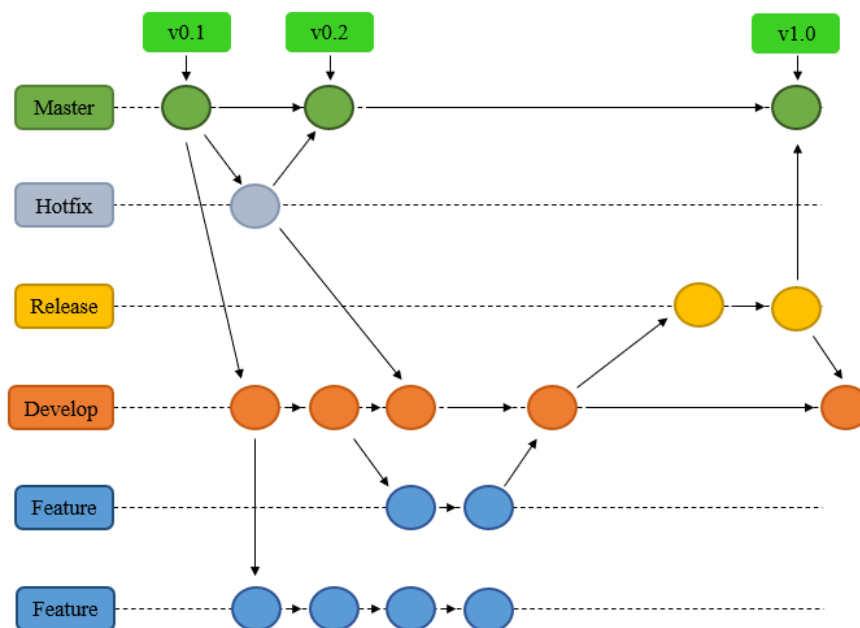 v0.1
v0.2
v1.0
Master
Hotfix
Release
Develop
Feature
Feature